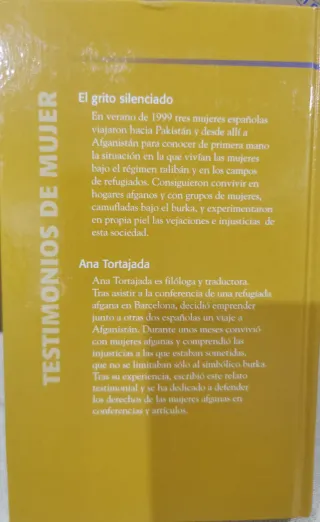 TESTIMONIOS DE MUJER
El grito silenciado
En verano de 1999 tres mujeres españolas
viajaron hacia Pakistán y desde allí a
Afganistán para conocer de primera mano
la situación en la que vivían las mujeres
bajo el régimen talibán y en los campos
de refugiados. Consiguieron convivir en
hogares afganos y con grupos de mujeres,
camufladas bajo el burka, y experimentaron
en propia piel las vejaciones e injusticias de
esta sociedad.
Ana Tortajada
Ana Tortajada es filóloga y traductora.
Tras asistir a la conferencia de una refugiada
afgana en Barcelona, decidió emprender
junto a otras dos españolas un viaje a
Afganistán. Durante unos meses convivió
con mujeres afganas y comprendió las
injusticias a las que estaban sometidas,
que no se limitaban sólo al simbólico burka.
Tras su experiencia, escribió este relato
testimonial y se ha dedicado a defender
los derechos de las mujeres afganas en
conferencias y artículos.